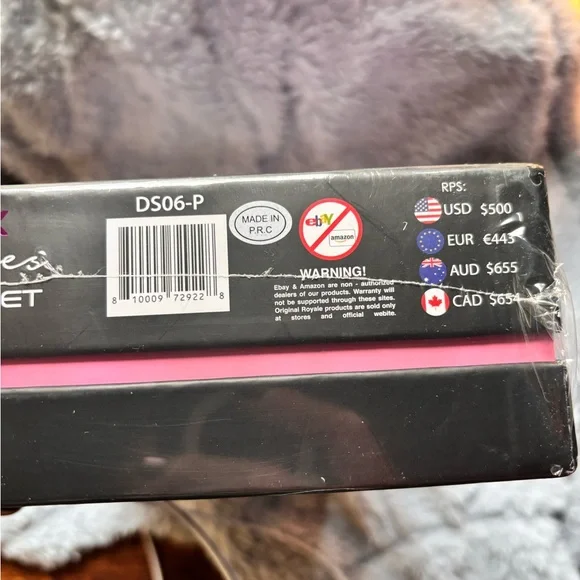 DS06-P
8 10009 72922 8
MADE IN
P.R.C
ebay
amazon
WARNING!
Ebay & Amazon are non - authorized
dealers of our products. Warranty will
not be supported through these sites.
Original Royale products are sold only
at stores and official webite.
RPS:
USD $500
EUR €443
AUD $655
CAD $654
ET